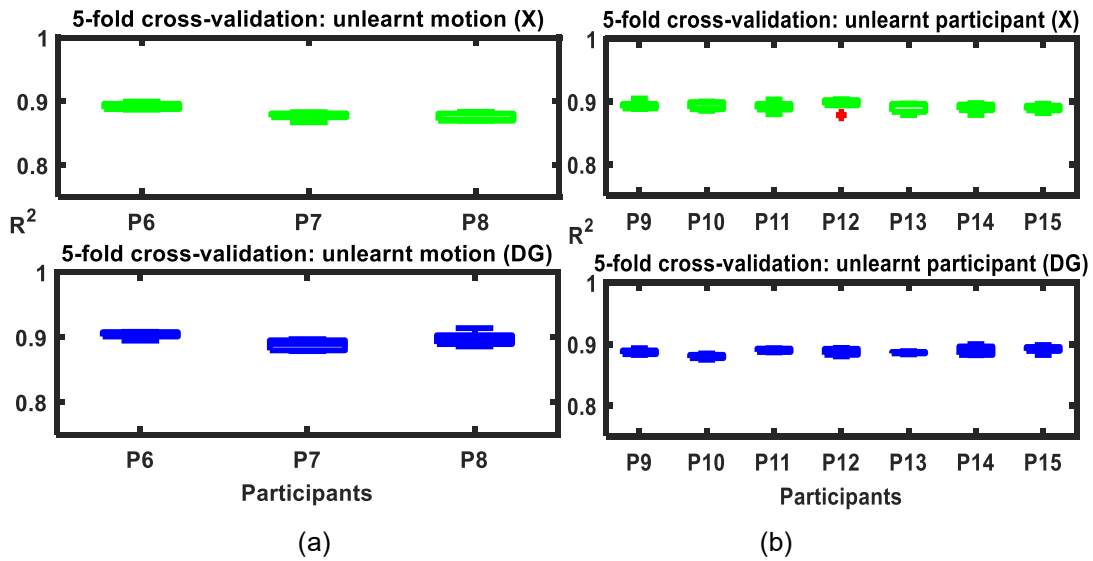 5-fold cross-validation: unlearnt motion (X)
1
0.9
0.8
P6 P7 P8
R²
5-fold cross-validation: unlearnt motion (DG)
1
0.9
0.8
P6 P7 P8
Participants
(a)
5-fold cross-validation: unlearnt participant (X)
1
0.9
0.8
P9 P10 P11 P12 P13 P14 P15
R²
5-fold cross-validation: unlearnt participant (DG)
1
0.9
0.8
P9 P10 P11 P12 P13 P14 P15
Participants
(b)